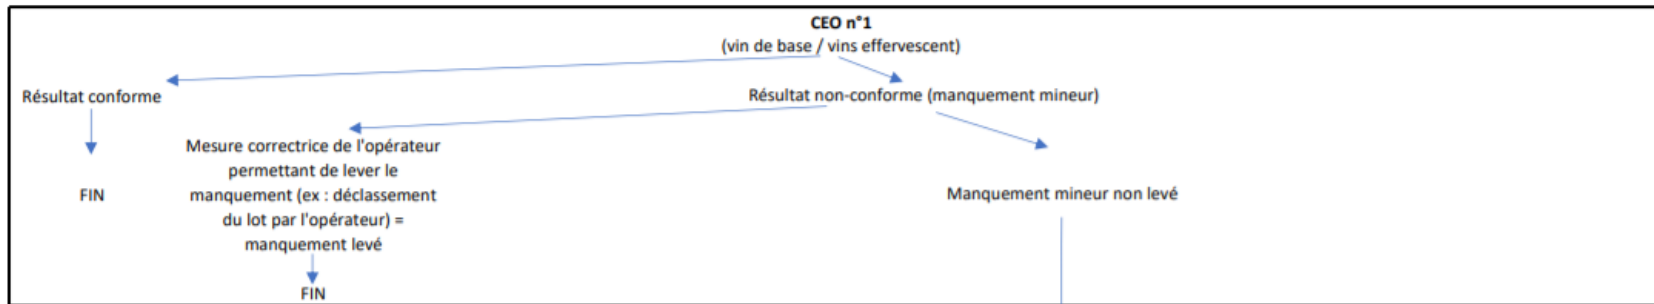 CEO n°1
(vin de base / vins effervescent)
Résultat conforme
Résultat non-conforme (manquement mineur)
Mesure correctrice de l'opérateur
permettant de lever le
manquement (ex : déclassement
du lot par l'opérateur) =
manquement levé
FIN
Manquement mineur non levé
FIN